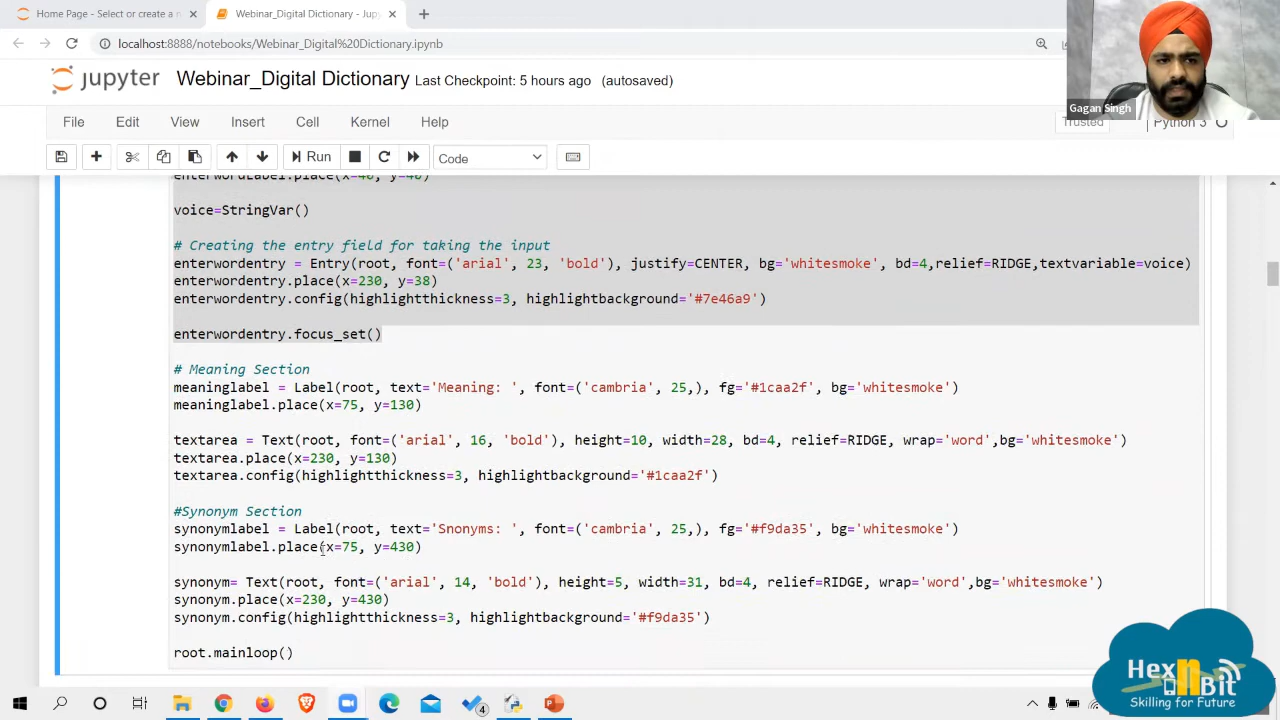 Home Page - Select or create a n
Webinar_Digital Dictionary - Jup
localhost:8888/notebooks/Webinar_Digital%20Dictionary.ipynb
jupyter Webinar_Digital Dictionary Last Checkpoint: 5 hours ago (autosaved)
Gagan Singh
File Edit View Insert Cell Kernel Help
Trusted Python 3
Run Code
enterwordLabel.place(x=40, y=40)
voice=StringVar()
# Creating the entry field for taking the input
enterwordentry = Entry(root, font=('arial', 23, 'bold'), justify=CENTER, bg='whitesmoke', bd=4,relief=RIDGE,textvariable=voice)
enterwordentry.place(x=230, y=38)
enterwordentry.config(highlightthickness=3, highlightbackground='#7e46a9')
enterwordentry.focus_set()
# Meaning Section
meaninglabel = Label(root, text='Meaning: ', font=('cambria', 25,), fg='#1caa2f', bg='whitesmoke')
meaninglabel.place(x=75, y=130)
textarea = Text(root, font=('arial', 16, 'bold'), height=10, width=28, bd=4, relief=RIDGE, wrap='word',bg='whitesmoke')
textarea.place(x=230, y=130)
textarea.config(highlightthickness=3, highlightbackground='#1caa2f')
#Synonym Section
synonymlabel = Label(root, text='Snonyms: ', font=('cambria', 25,), fg='#f9da35', bg='whitesmoke')
synonymlabel.place(x=75, y=430)
synonym= Text(root, font=('arial', 14, 'bold'), height=5, width=31, bd=4, relief=RIDGE, wrap='word',bg='whitesmoke')
synonym.place(x=230, y=430)
synonym.config(highlightthickness=3, highlightbackground='#f9da35')
root.mainloop()
Hex n Bit
Skilling for Future
4